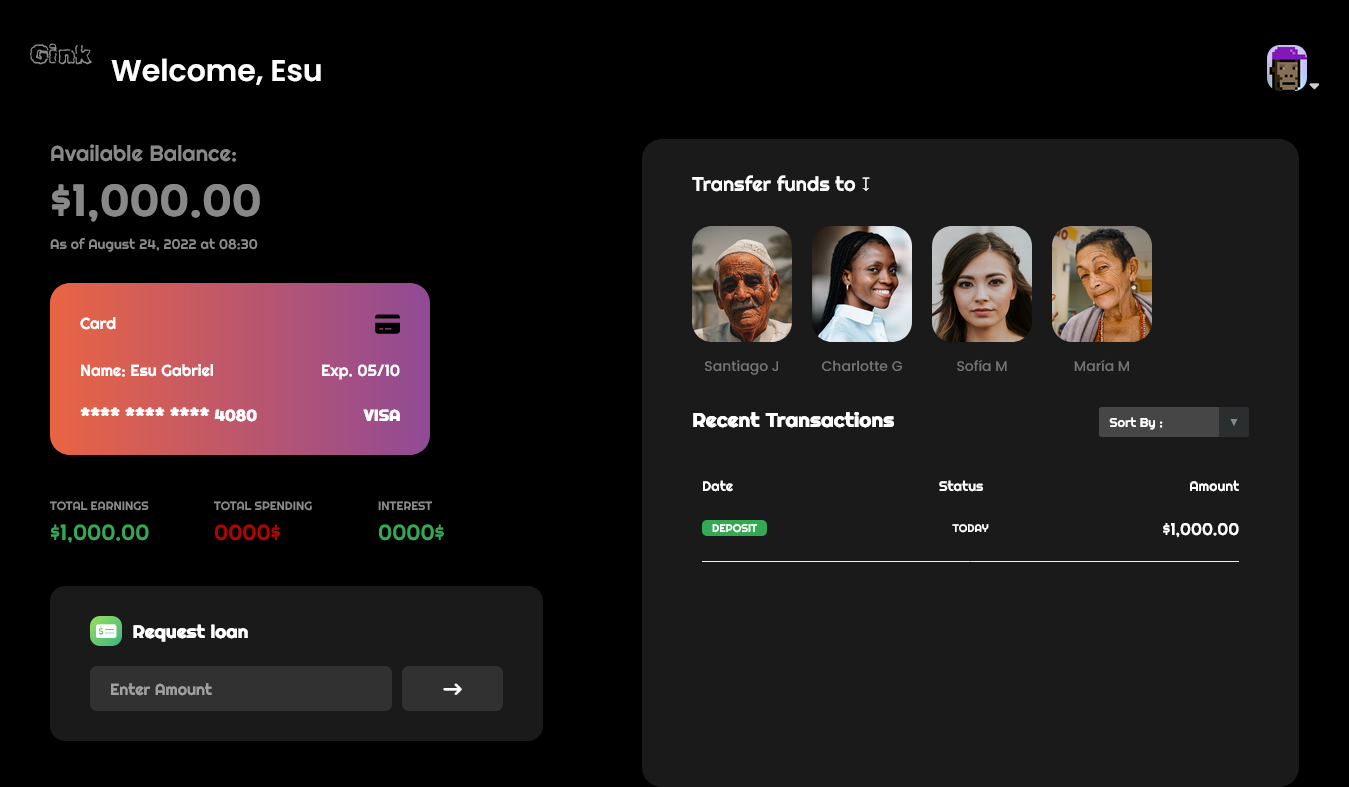 Gink
Welcome, Esu
Available Balance:
$1,000.00
As of August 24, 2022 at 08:30
Card
Name: Esu Gabriel
Exp. 05/10
**** **** **** 4080
VISA
TOTAL EARNINGS
TOTAL SPENDING
INTEREST
$1,000.00
0000$
0000$
Request loan
Enter Amount
Transfer funds to
Santiago J
Charlotte G
Sofía M
María M
Recent Transactions
Sort By :
Date
Status
Amount
DEPOSIT
TODAY
$1,000.00